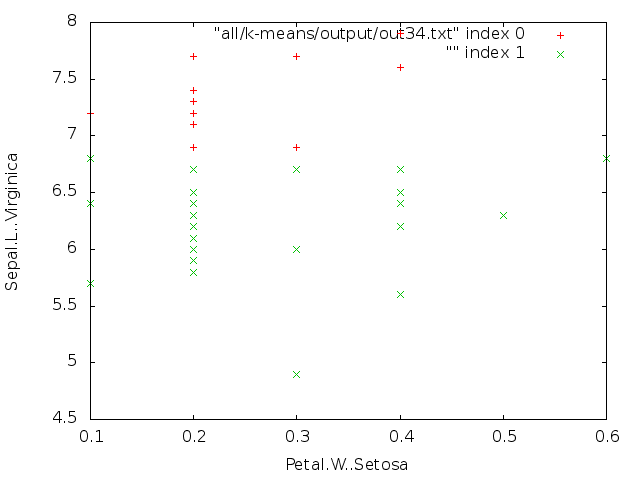 "all/k-means/output/out34.txt" index 0
"" index 1
8
7.5
7
6.5
6
5.5
5
4.5
Sepal.L.. Virginica
0.1 0.2 0.3 0.4 0.5 0.6
Petal.W..Setosa